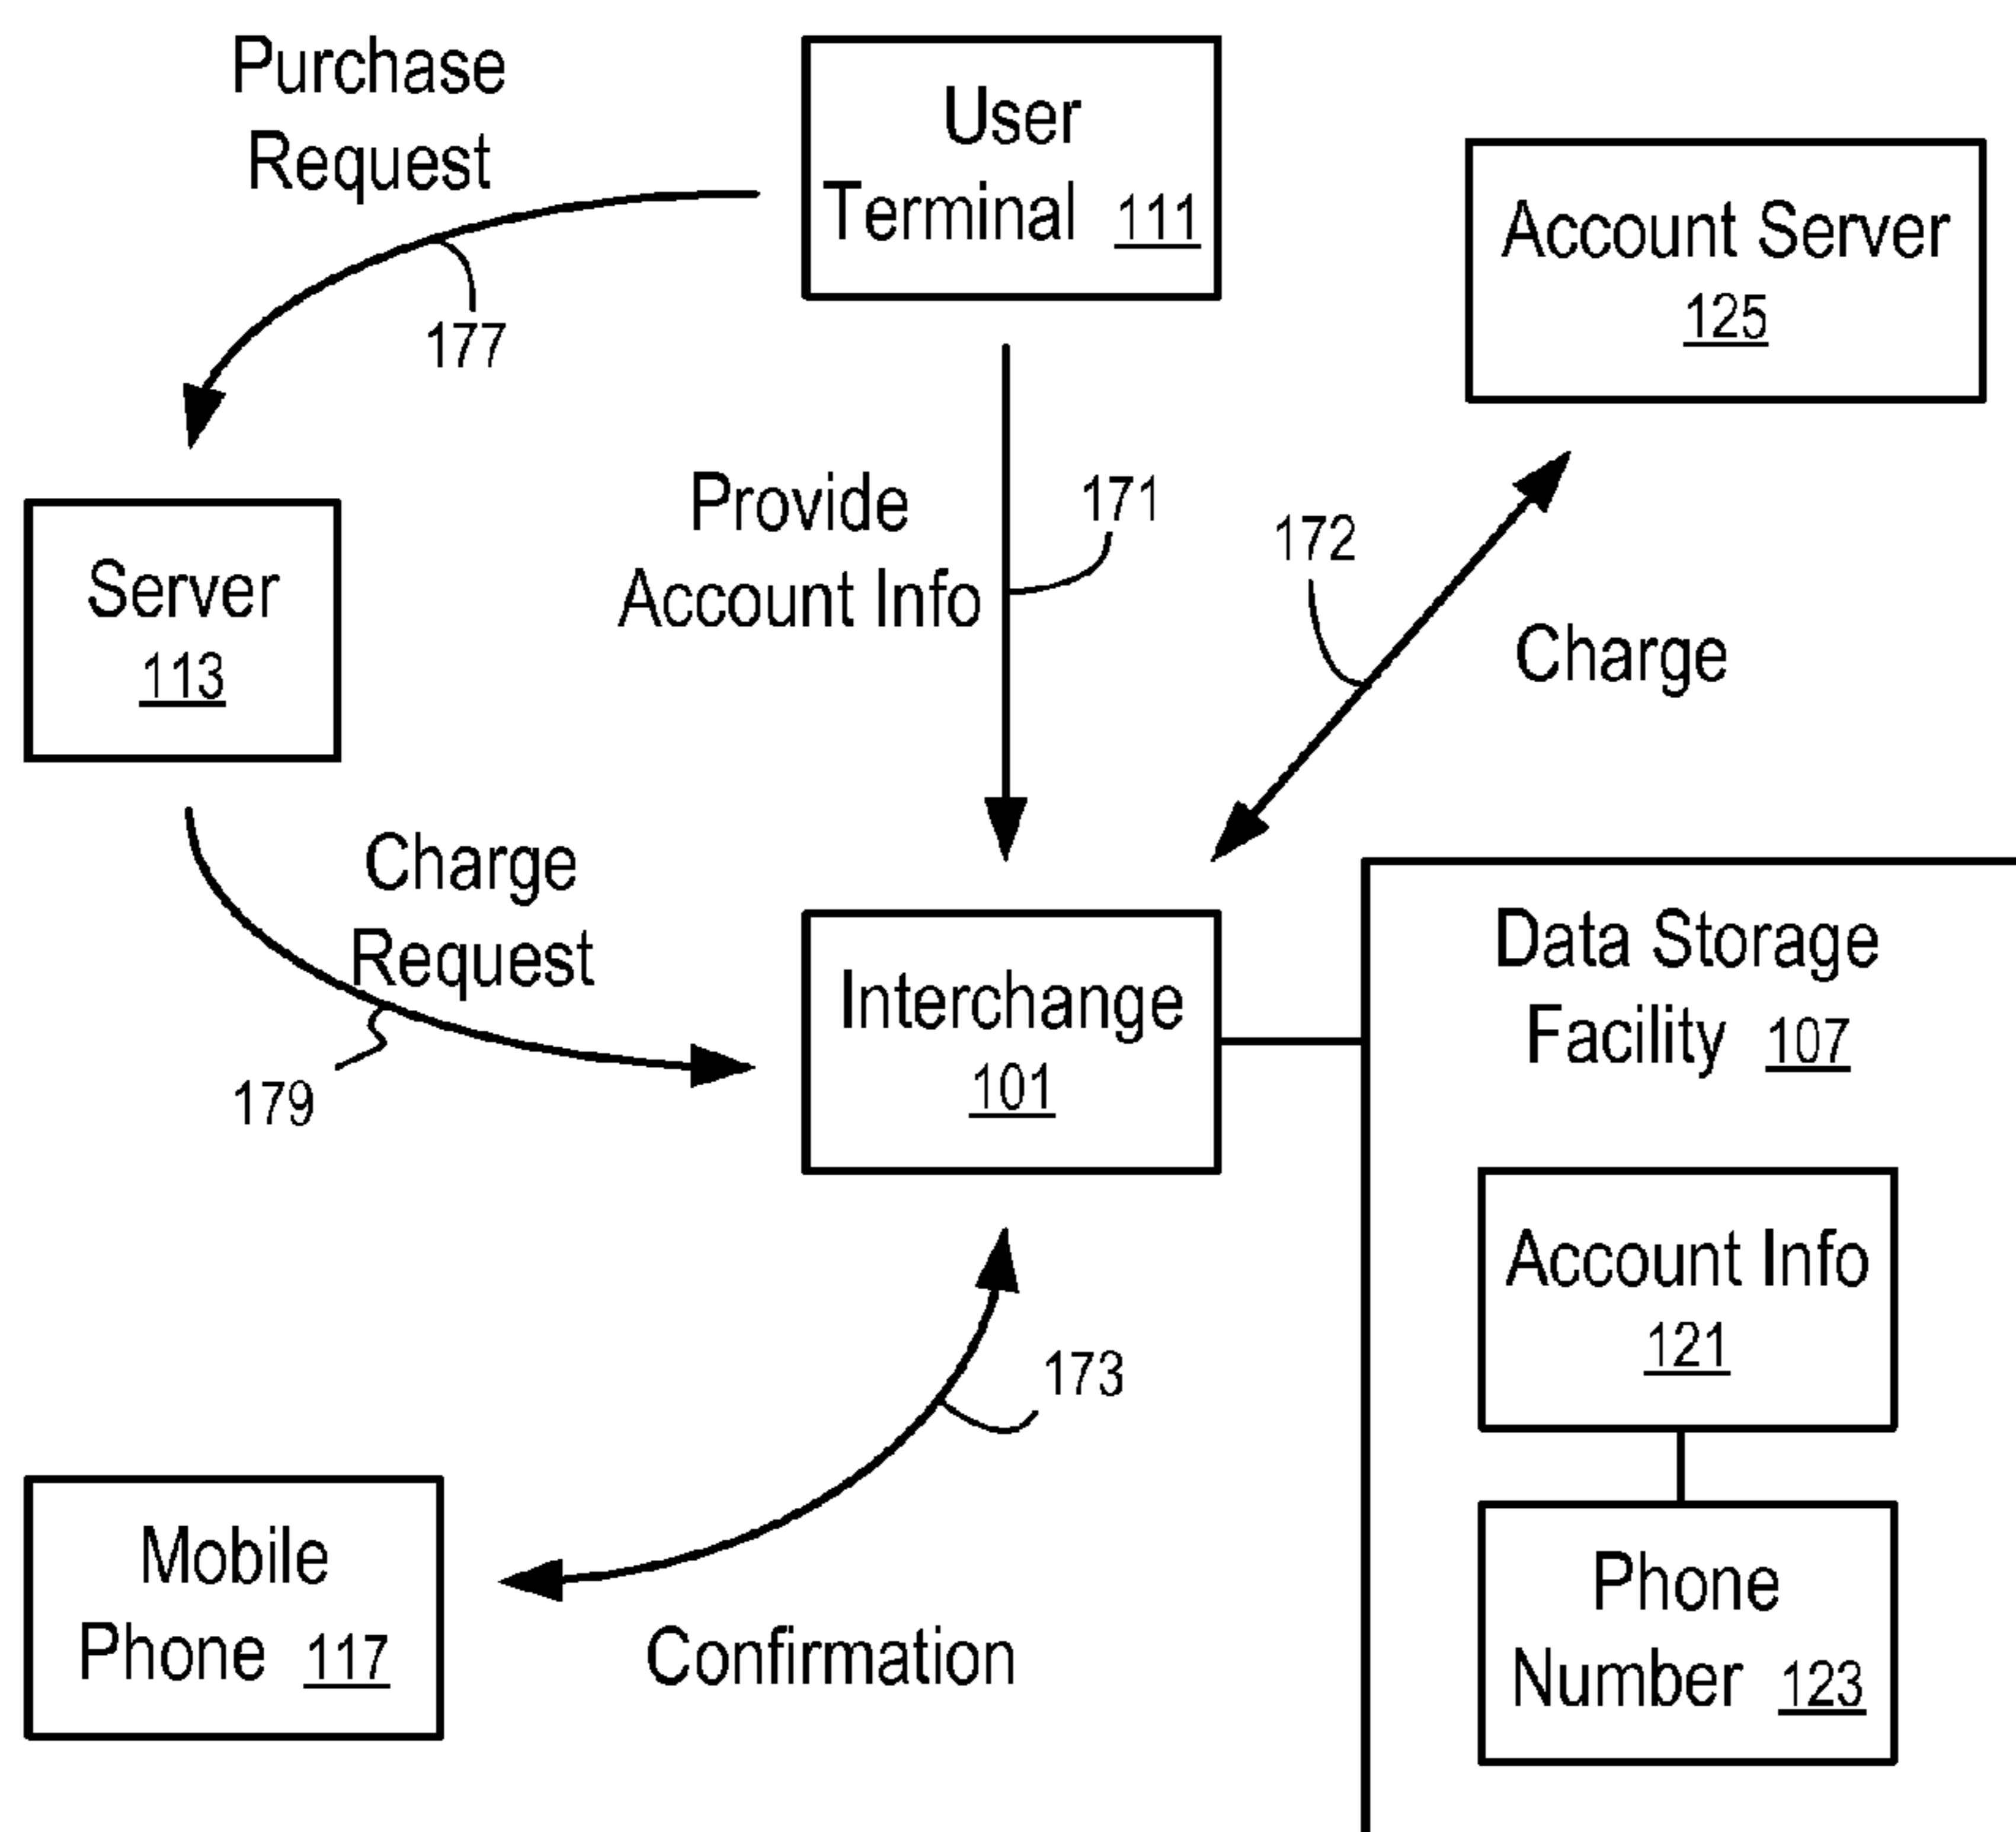 Purchase
Request
177
User
Terminal 111
Account Server
125
Provide
Account Info
171
172
Charge
Server
113
Charge
Request
179
Interchange
101
Data Storage
Facility 107
Account Info
121
Phone
Number 123
173
Mobile
Phone 117
Confirmation